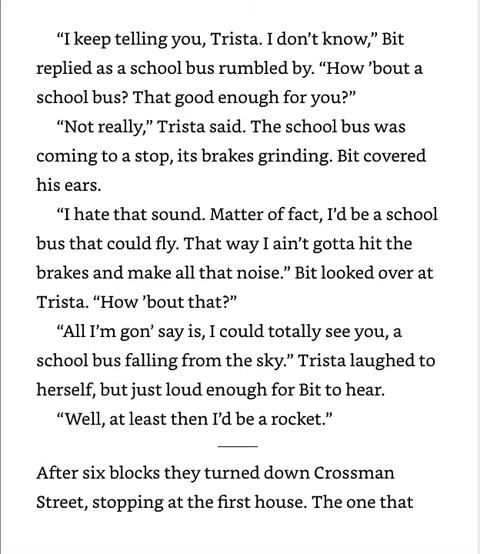 “I keep telling you, Trista. I don’t know,” Bit
replied as a school bus rumbled by. “How ’bout a
school bus? That good enough for you?”
“Not really,” Trista said. The school bus was
coming to a stop, its brakes grinding. Bit covered
his ears.
“I hate that sound. Matter of fact, I’d be a school
bus that could fly. That way I ain’t gotta hit the
brakes and make all that noise.” Bit looked over at
Trista. “How ’bout that?”
“All I’m gon’ say is, I could totally see you, a
school bus falling from the sky.” Trista laughed to
herself, but just loud enough for Bit to hear.
“Well, at least then I’d be a rocket.”
After six blocks they turned down Crossman
Street, stopping at the first house. The one that